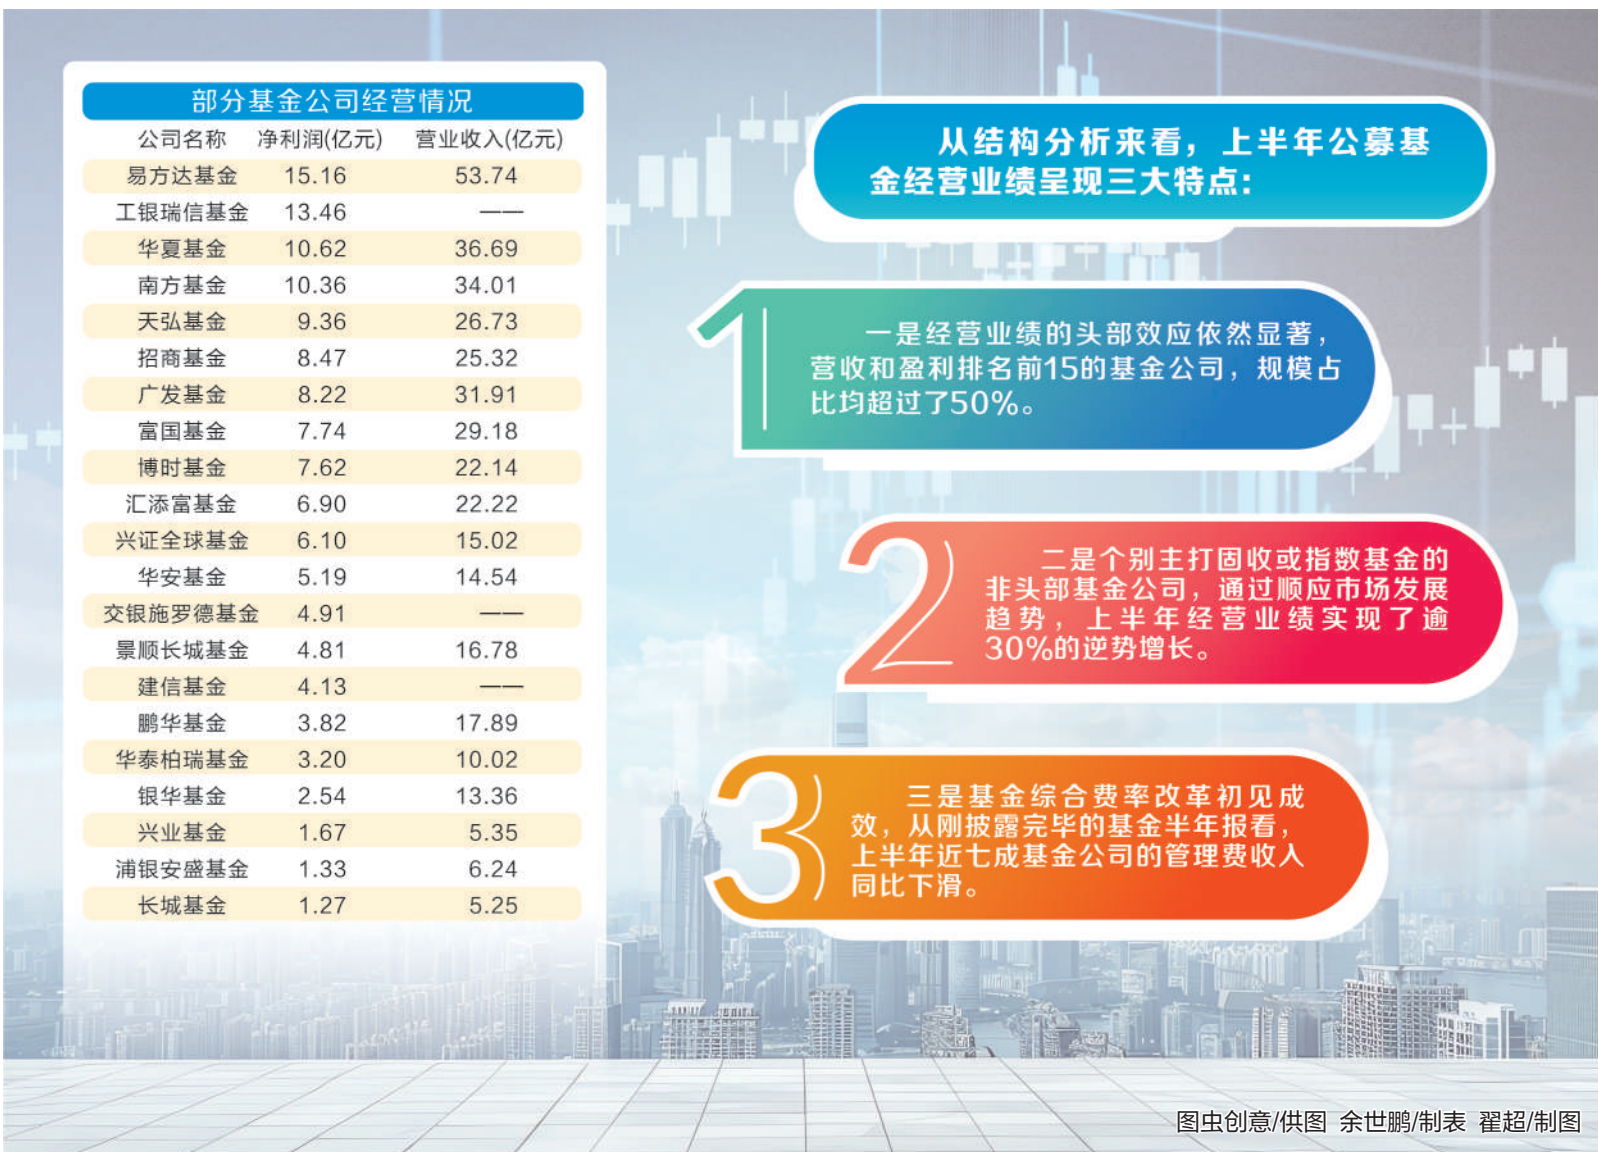 部分基金公司经营情况
公司名称 净利润(亿元) 营业收入(亿元)
易方达基金 15.16 53.74
工银瑞信基金 13.46 ——
华夏基金 10.62 36.69
南方基金 10.36 34.01
天弘基金 9.36 26.73
招商基金 8.47 25.32
广发基金 8.22 31.91
富国基金 7.74 29.18
博时基金 7.62 22.14
汇添富基金 6.90 22.22
兴证全球基金 6.10 15.02
华安基金 5.19 14.54
交银施罗德基金 4.91 ——
景顺长城基金 4.81 16.78
建信基金 4.13 ——
鹏华基金 3.82 17.89
华泰柏瑞基金 3.20 10.02
银华基金 2.54 13.36
兴业基金 1.67 5.35
浦银安盛基金 1.33 6.24
长城基金 1.27 5.25
从结构分析来看，上半年公募基
金经营业绩呈现三大特点：
1
一是经营业绩的头部效应依然显著，
营收和盈利排名前15的基金公司，规模占
比均超过了50%。
2
二是个别主打固收或指数基金的
非头部基金公司，通过顺应市场发展
趋势，上半年经营业绩实现了逾
30%的逆势增长。
3
三是基金综合费率改革初见成
效，从刚披露完毕的基金半年报看，
上半年近七成基金公司的管理费收入
同比下滑。
图虫创意/供图 余世鹏/制表 翟超/制图